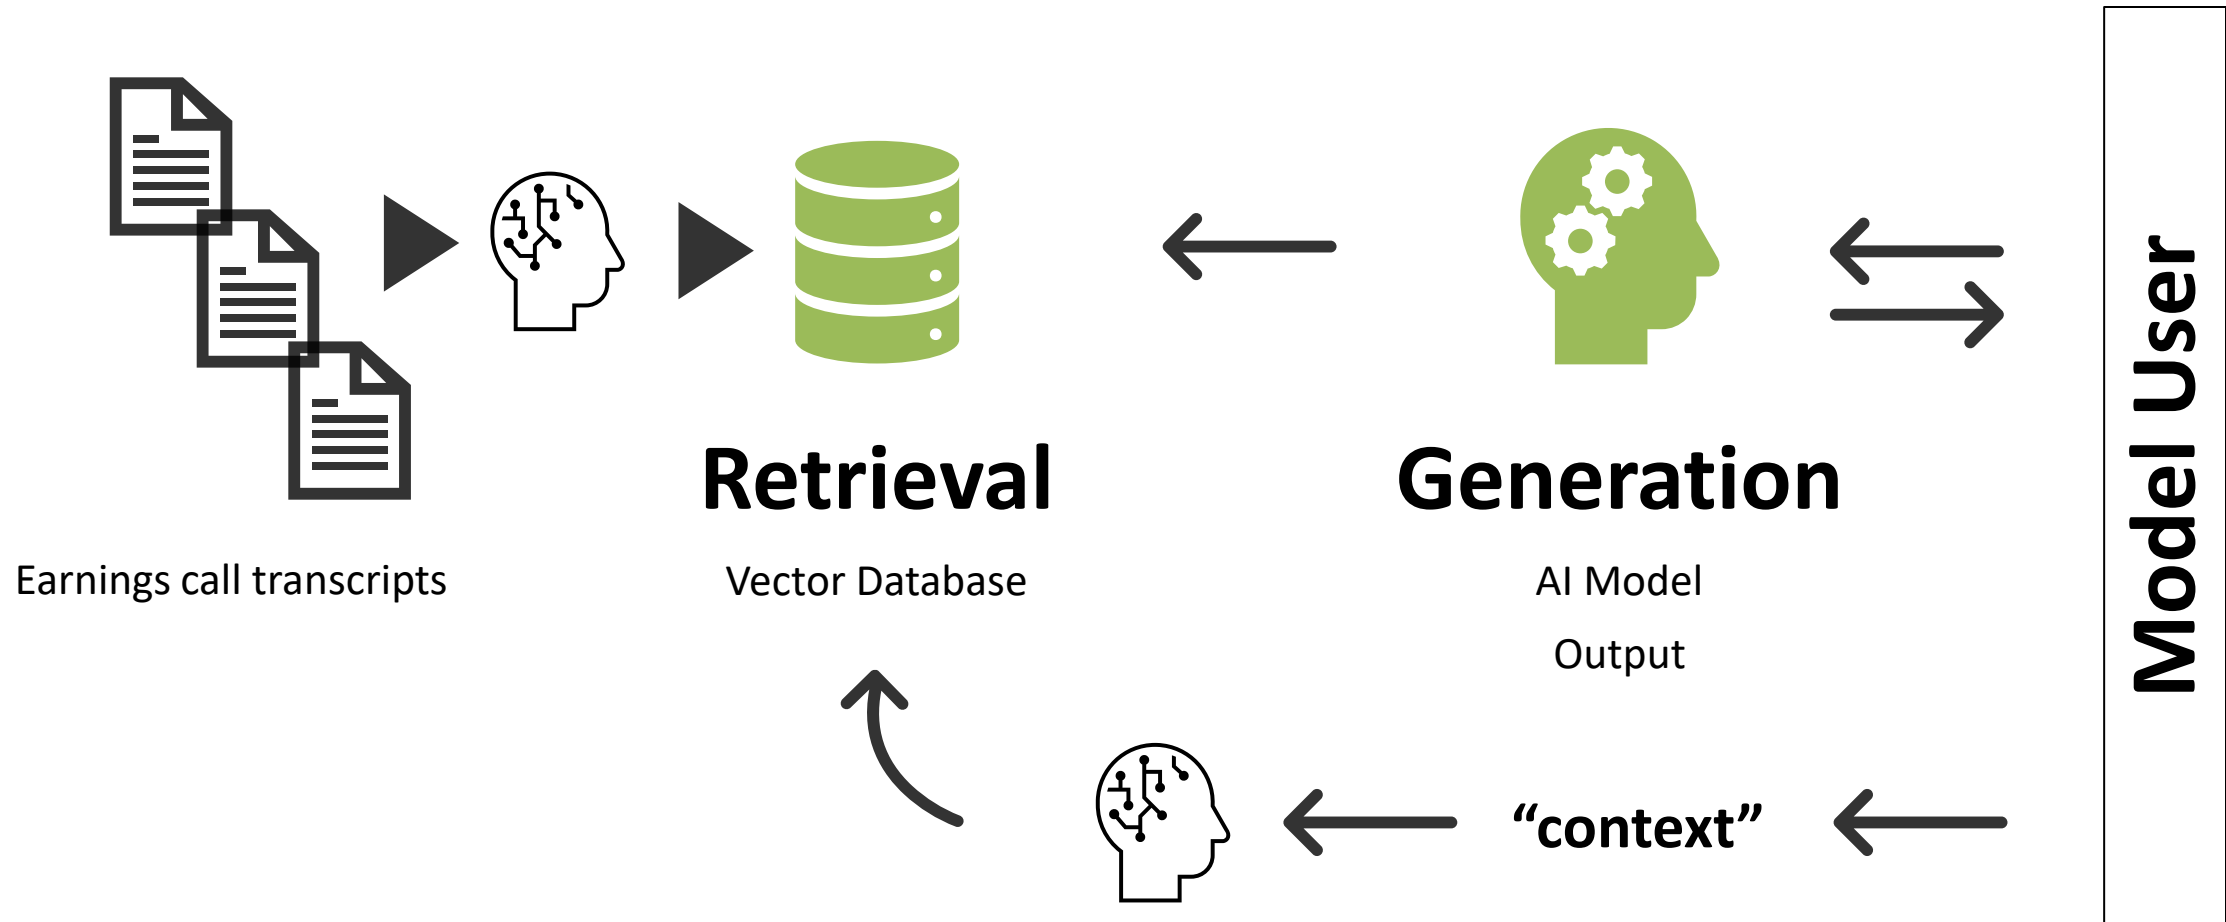 Earnings call transcripts
Retrieval
Vector Database
Generation
AI Model
Output
“context”
Model User